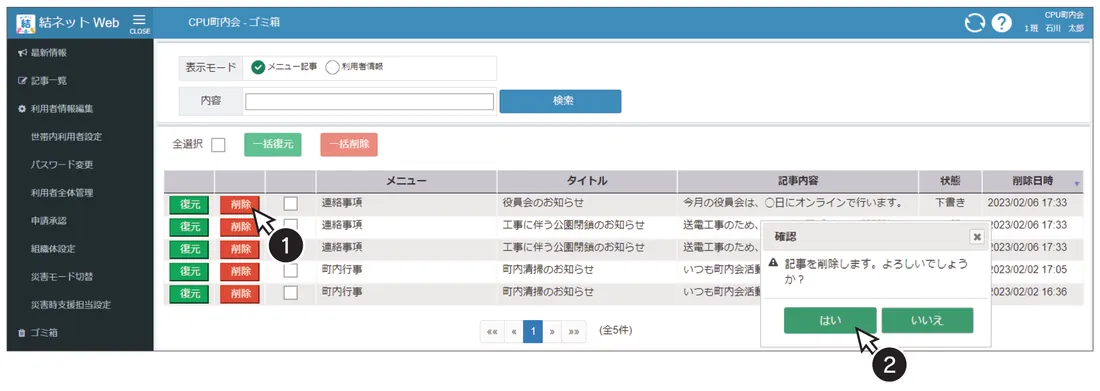 結 結ネット Web CLOSE CPU町内会 - ゴミ箱 ? CPU町内会
1班 石川 太郎
最新情報
記事一覧
利用者情報編集
世帯内利用者設定
パスワード変更
利用者全体管理
申請承認
組織体設定
災害モード切替
災害時支援担当設定
ゴミ箱
表示モード メニュー記事 利用者情報
内容 検索
全選択 一括復元 一括削除
メニュー タイトル 記事内容 状態 削除日時
復元 削除 連絡事項 役員会のお知らせ 今月の役員会は、〇日にオンラインで行います。 下書き 2023/02/06 17:33
復元 削除 連絡事項 工事に伴う公園閉鎖のお知らせ 送電工事のため、 2023/02/06 17:33
復元 削除 連絡事項 工事に伴う公園閉鎖のお知らせ 送電工事のため、 2023/02/06 17:33
復元 削除 町内行事 町内清掃のお知らせ いつも町内会活動 2023/02/02 17:05
復元 削除 町内行事 町内清掃のお知らせ いつも町内会活動 2023/02/02 16:36
«« « 1 » »» (全5件)
1
確認
記事を削除します。よろしいでしょう
か？
はい いいえ
2